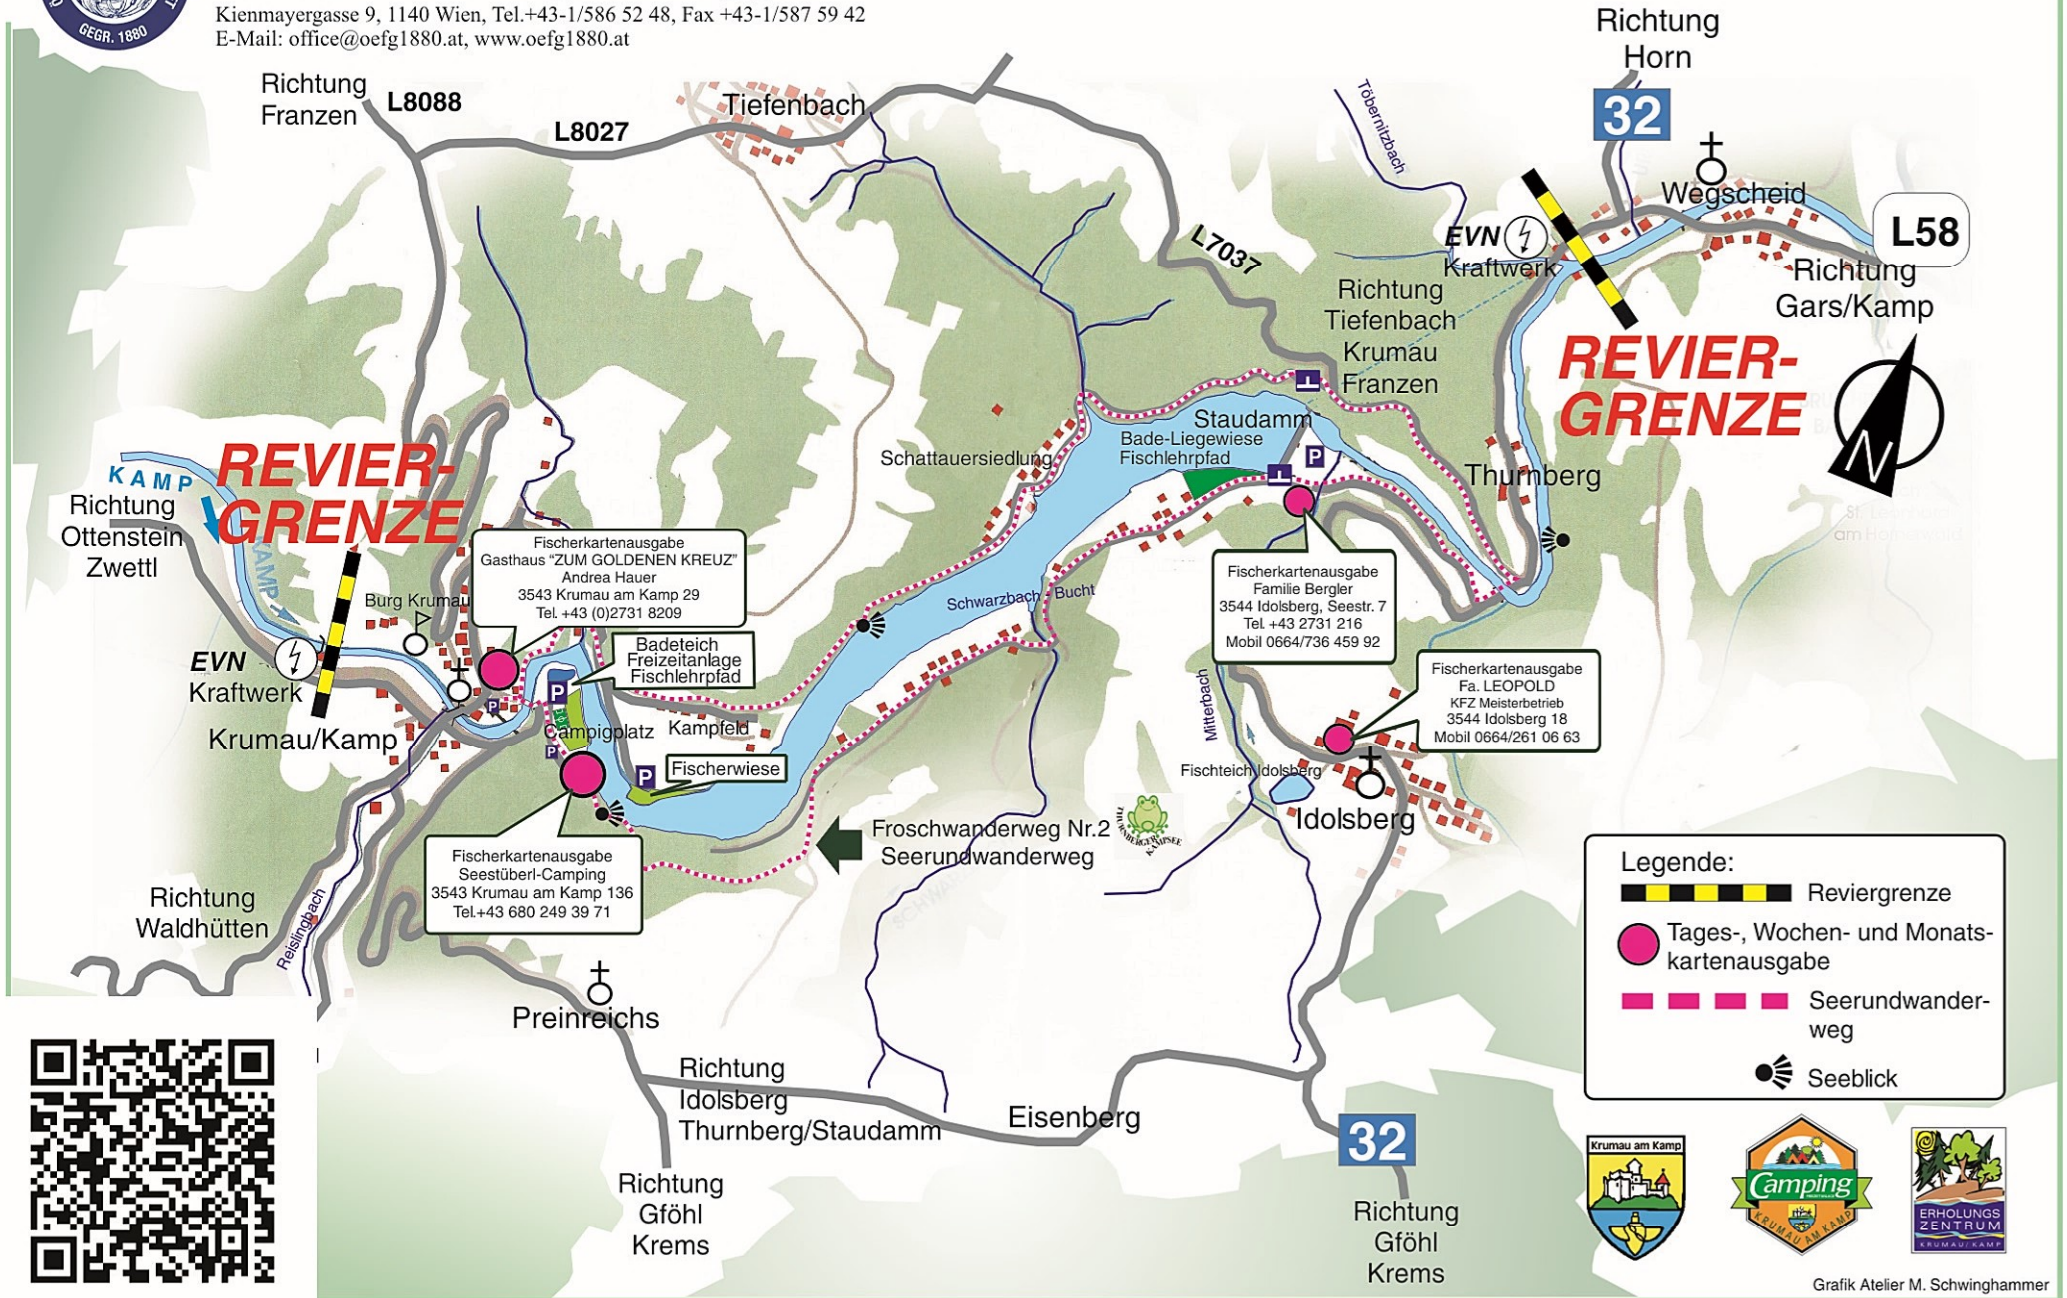 GEGR. 1880
Kienmayergasse 9, 1140 Wien, Tel.+43-1/586 52 48, Fax +43-1/587 59 42
E-Mail: office@oefg1880.at, www.oefg1880.at
Richtung
Franzen
L8088
L8027
Tiefenbach
Richtung
Horn
32
Töbernitzbach
Wegscheid
L58
EVN
Kraftwerk
Richtung
Gars/Kamp
L7037
Richtung
Tiefenbach
Krumau
Franzen
REVIER-
GRENZE
N
KAMP
Richtung
Ottenstein
Zwettl
REVIER-
GRENZE
KAMP
Schattauersiedlung
Staudamm
Bade-Liegewiese
Fischlehrpfad
P
Thurnberg
Fischerkartenausgabe
Gasthaus "ZUM GOLDENEN KREUZ"
Andrea Hauer
3543 Krumau am Kamp 29
Tel. +43 (0)2731 8209
Burg Krumau
EVN
Kraftwerk
Krumau/Kamp
P
Badeteich
Freizeitanlage
Fischlehrpfad
P
Campigplatz
P
Kampfeld
P
Fischerwiese
Schwarzbach - Bucht
Fischerkartenausgabe
Familie Bergler
3544 Idolsberg, Seestr. 7
Tel. +43 2731 216
Mobil 0664/736 459 92
Fischerkartenausgabe
Fa. LEOPOLD
KFZ Meisterbetrieb
3544 Idolsberg 18
Mobil 0664/261 06 63
Mitterbach
Fischteich Idolsberg
Idolsberg
Fischerkartenausgabe
Seestüberl-Camping
3543 Krumau am Kamp 136
Tel.+43 680 249 39 71
Froschwanderweg Nr.2
Seerundwanderweg
THURNBERGER
KAMPSEE
Richtung
Waldhütten
Reislingbach
Preinreichs
Richtung
Idolsberg
Thurnberg/Staudamm
Eisenberg
Richtung
Gföhl
Krems
32
Richtung
Gföhl
Krems
Legende:
Reviergrenze
Tages-, Wochen- und Monats-
kartenausgabe
Seerundwander-
weg
Seeblick
Krumau am Kamp
Camping
KRUMAU AM KAMP
ERHOLUNGS
ZENTRUM
KRUMAU/KAMP
Grafik Atelier M. Schwinghammer